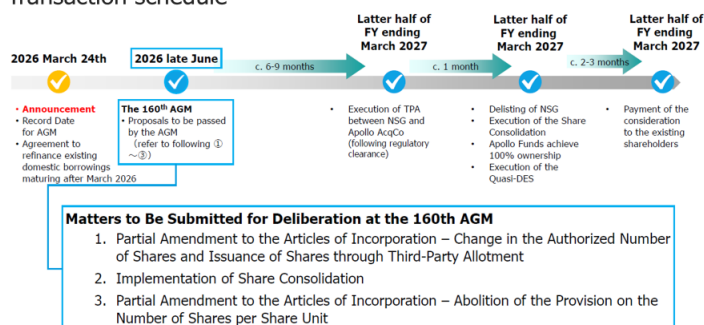 Transaction schedule
2026 March 24th
2026 late June
c. 6-9 months
Latter half of
FY ending
March 2027
c. 1 month
Latter half of
FY ending
March 2027
c. 2-3 months
Latter half of
FY ending
March 2027
• Announcement
• Record Date
for AGM
• Agreement to
refinance existing
domestic borrowings
maturing after March 2026
The 160th AGM
• Proposals to be passed
by the AGM
(refer to following ①
～③)
• Execution of TPA
between NSG and
Apollo AcqCo
(following regulatory
clearance)
• Delisting of NSG
• Execution of the Share
Consolidation
• Apollo Funds achieve
100% ownership
• Execution of the
Quasi-DES
• Payment of the
consideration
to the existing
shareholders
Matters to Be Submitted for Deliberation at the 160th AGM
1. Partial Amendment to the Articles of Incorporation – Change in the Authorized Number
of Shares and Issuance of Shares through Third-Party Allotment
2. Implementation of Share Consolidation
3. Partial Amendment to the Articles of Incorporation – Abolition of the Provision on the
Number of Shares per Share Unit